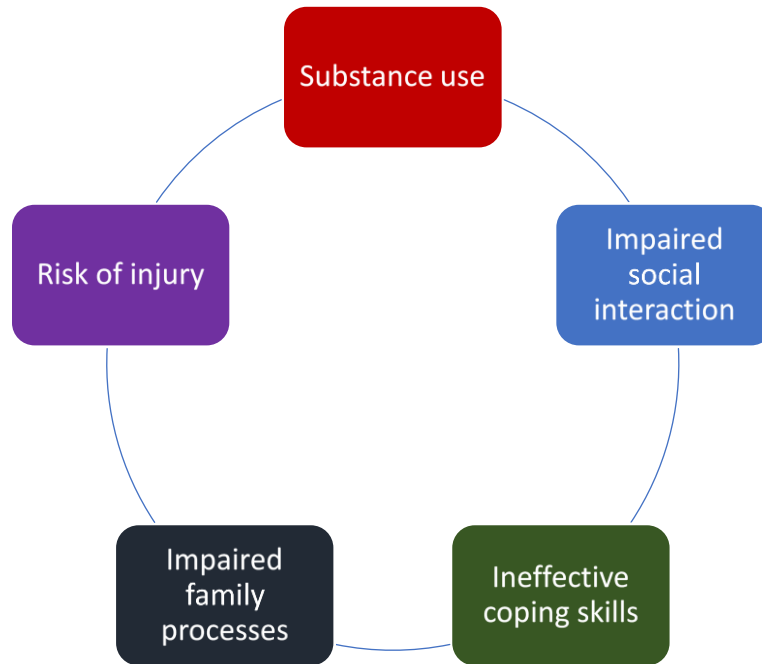 Substance use
Impaired
social
interaction
Ineffective
coping skills
Impaired
family
processes
Risk of injury